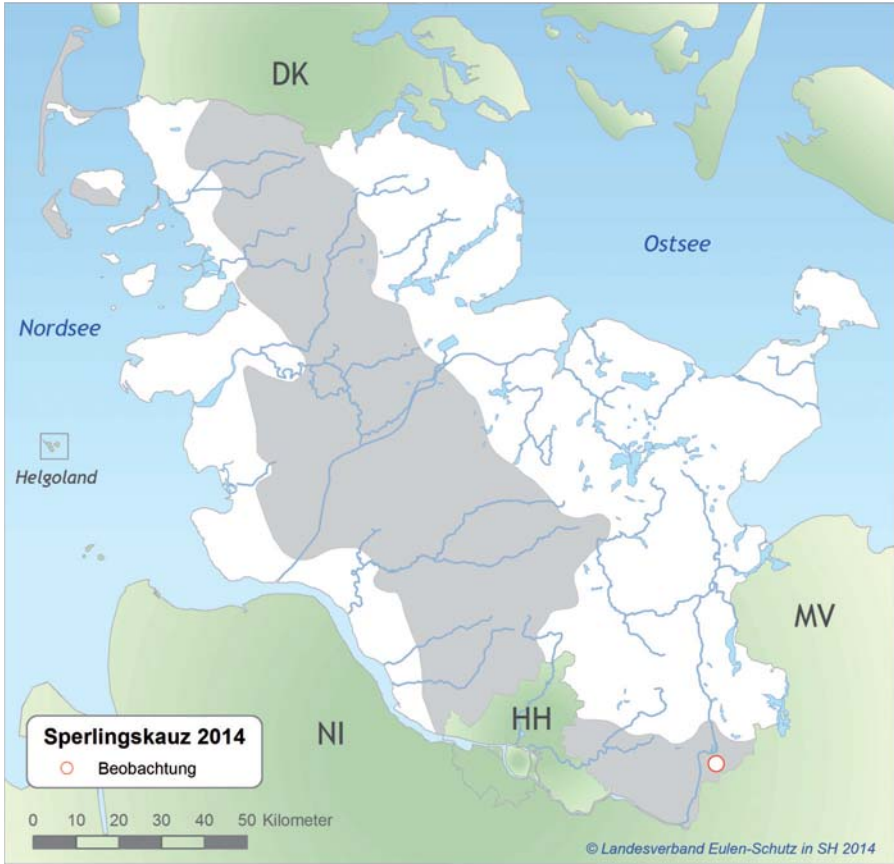 DK
Ostsee
Nordsee
Helgoland
MV
HH
NI
Sperlingskauz 2014
Beobachtung
0 10 20 30 40 50 Kilometer
© Landesverband Eulen-Schutz in SH 2014